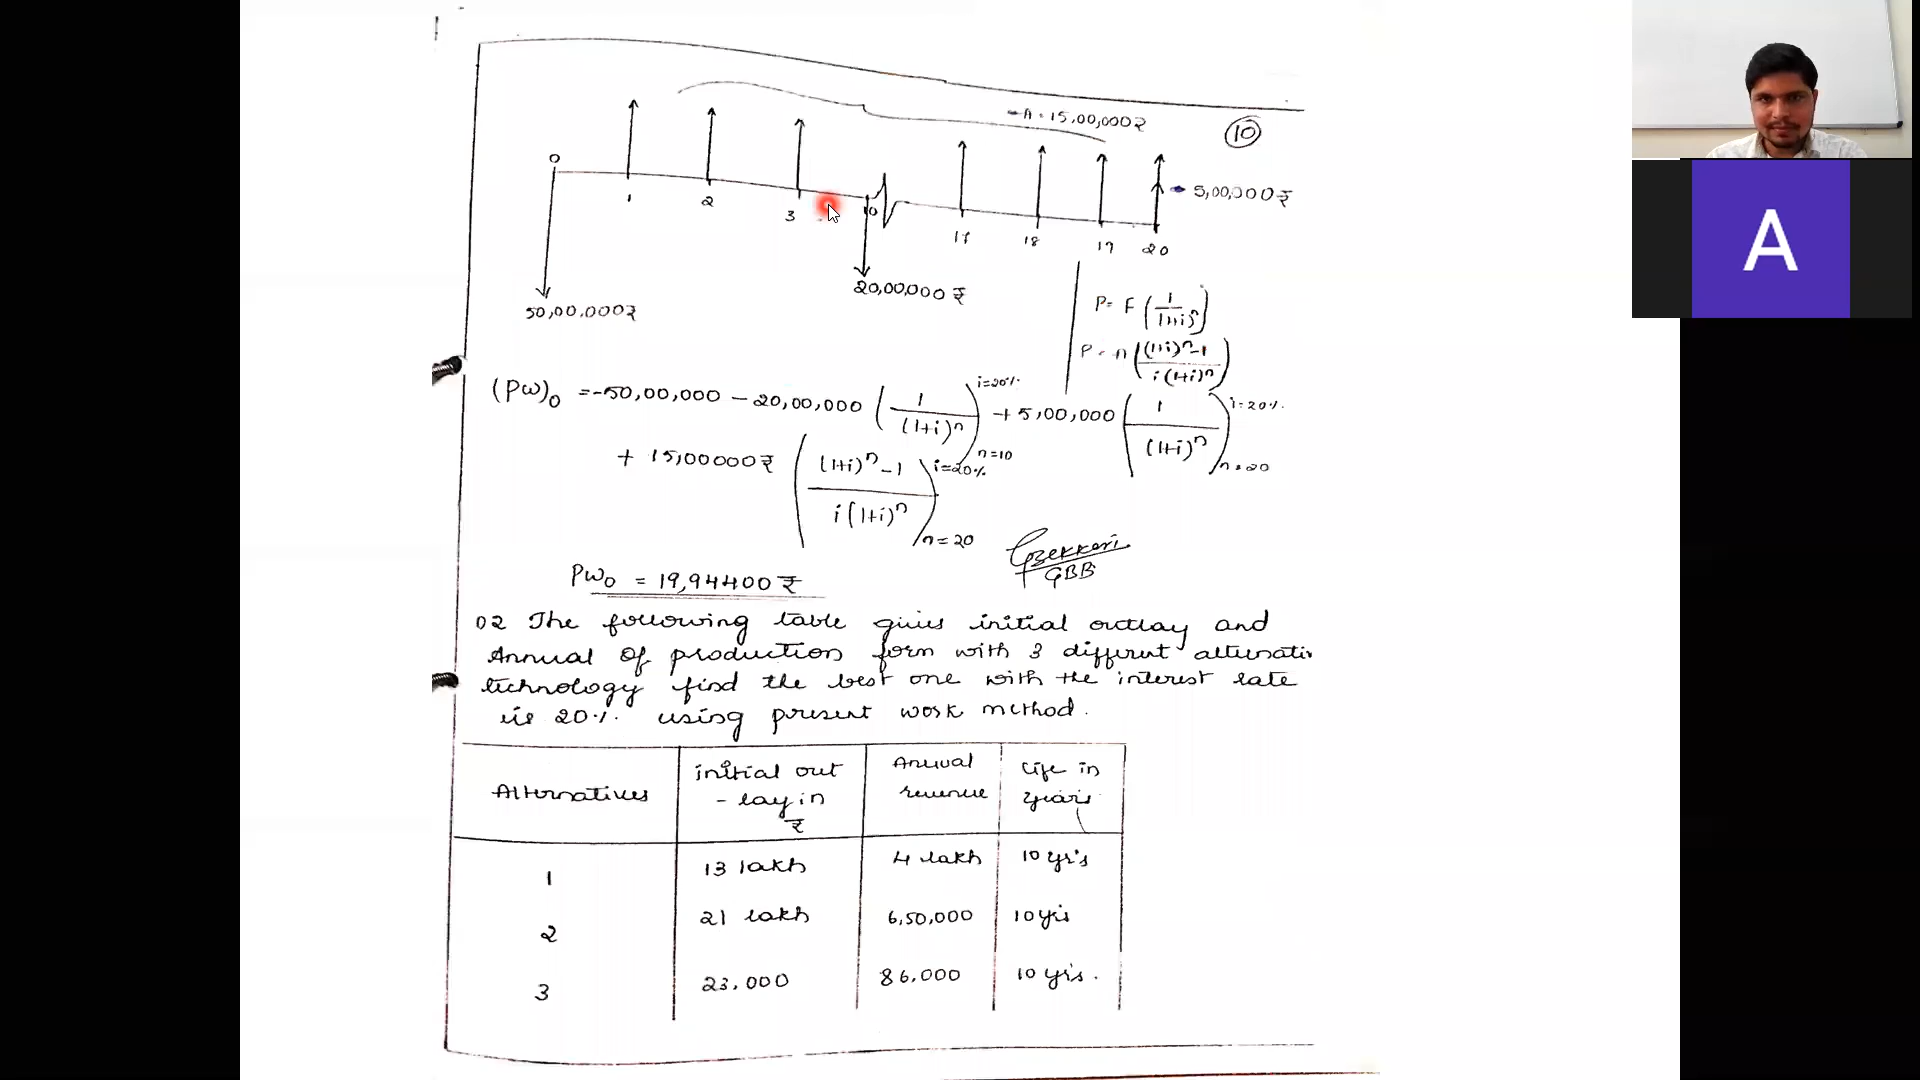 A = 15,00,000₹
10
0
1
2
3
10
17
18
19
20
5,00,000₹
50,00,000₹
20,00,000 ₹
P = F (1/(1+i)ⁿ)
P = A ((1+i)ⁿ-1 / i(1+i)ⁿ)
(PW)₀ = -50,00,000 - 20,00,000 (1/(1+i)ⁿ) i=20% n=10 + 5,00,000 (1/(1+i)ⁿ) i=20% n=20
+ 15,00000₹ ((1+i)ⁿ-1 / i(1+i)ⁿ) i=20% n=20
GBB
PW₀ = 19,94400₹
02 The following table gives initial outlay and
Annual of production form with 3 different alternativ
technology find the best one with the interest rate
is 20%. using present work method.
Alternatives | initial out - lay in ₹ | Annual revenue | Life in years
1 | 13 lakh | 4 lakh | 10 yr's
2 | 21 lakh | 6,50,000 | 10 yrs
3 | 23.000 | 86.000 | 10 yr's.
A